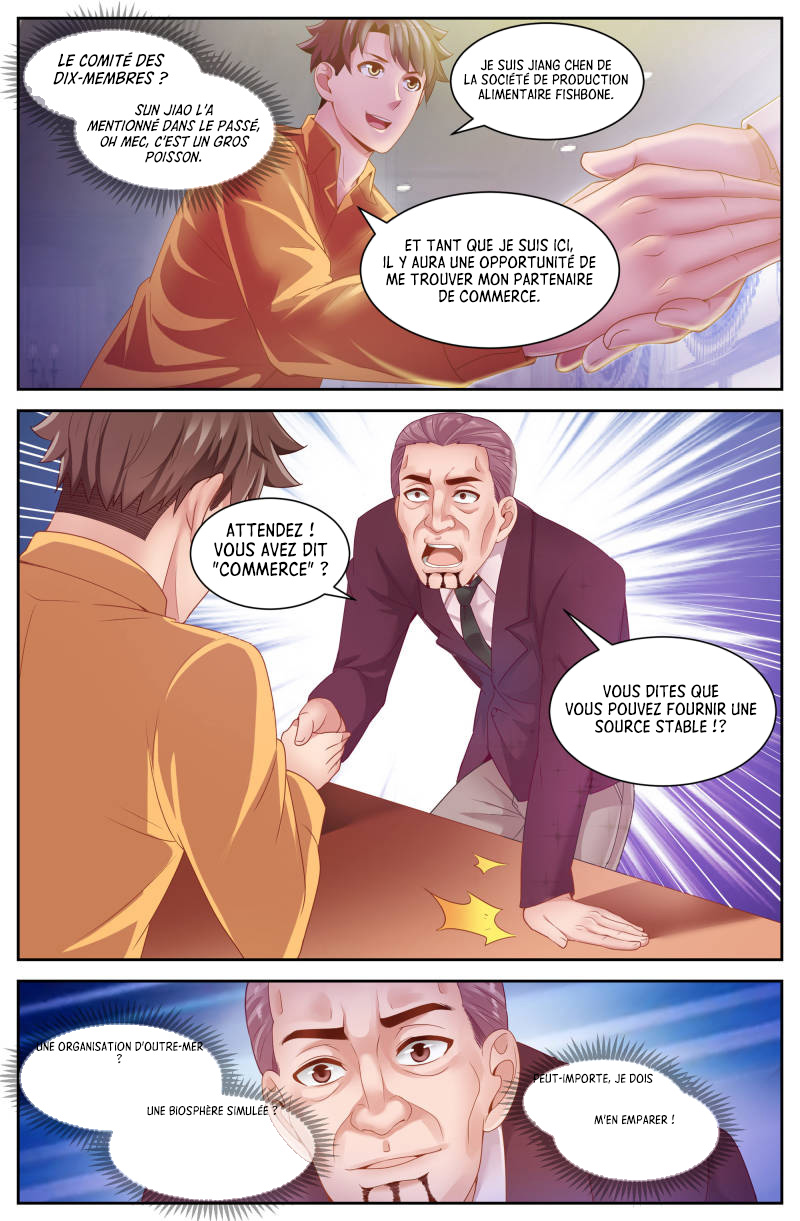 LE COMITÉ DES
DIX-MEMBRES ?
SUN JIAO L'A
MENTIONNÉ DANS LE PASSÉ,
OH MEC, C'EST UN GROS
POISSON.
JE SUIS JIANG CHEN DE
LA SOCIÉTÉ DE PRODUCTION
ALIMENTAIRE FISHBONE.
ET TANT QUE JE SUIS ICI,
IL Y AURA UNE OPPORTUNITÉ DE
ME TROUVER MON PARTENAIRE
DE COMMERCE.
ATTENDEZ !
VOUS AVEZ DIT
"COMMERCE" ?
VOUS DITES QUE
VOUS POUVEZ FOURNIR UNE
SOURCE STABLE !?
UNE ORGANISATION D'OUTRE-MER
?
UNE BIOSPHÈRE SIMULÉE ?
PEUT-IMPORTE, JE DOIS
M'EN EMPARER !